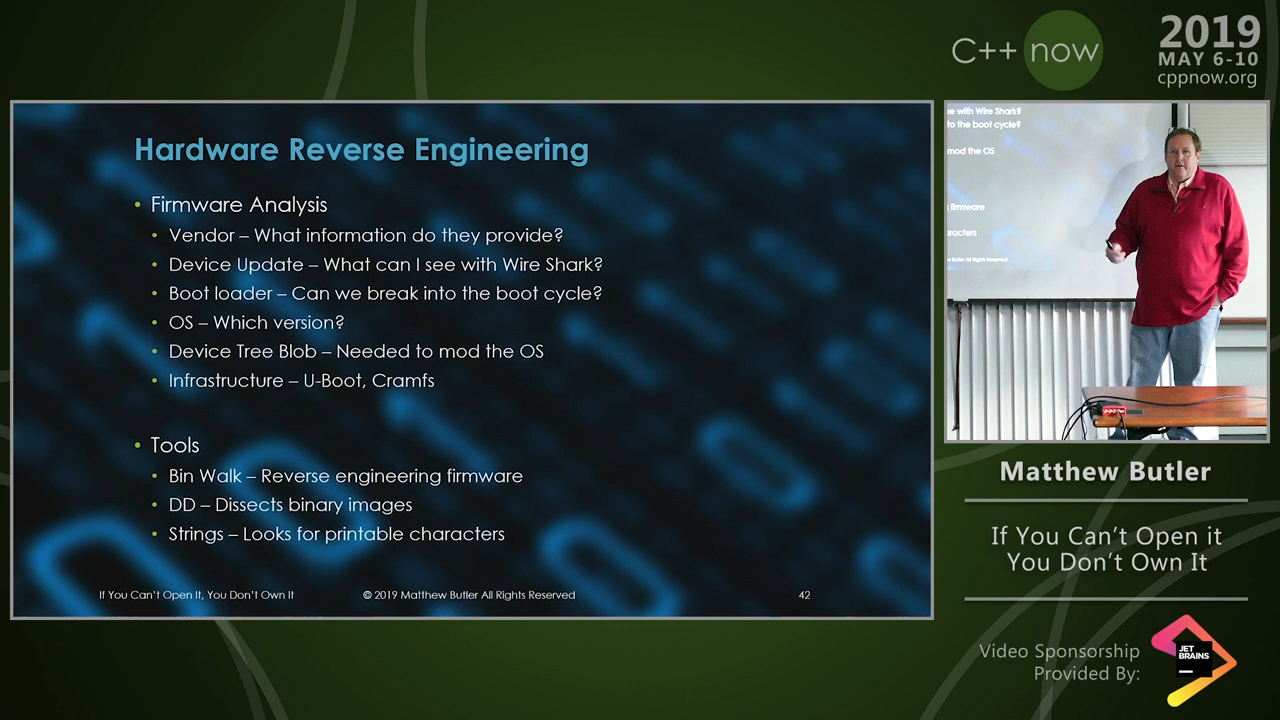 C++ now
2019
MAY 6-10
cppnow.org
Hardware Reverse Engineering
• Firmware Analysis
• Vendor – What information do they provide?
• Device Update – What can I see with Wire Shark?
• Boot loader – Can we break into the boot cycle?
• OS – Which version?
• Device Tree Blob – Needed to mod the OS
• Infrastructure – U-Boot, Cramfs
• Tools
• Bin Walk – Reverse engineering firmware
• DD – Dissects binary images
• Strings – Looks for printable characters
If You Can't Open It, You Don't Own It
© 2019 Matthew Butler All Rights Reserved
42
e with Wire Shark?
to the boot cycle?
mod the OS
firmware
racters
Butler All Rights Reserved
Matthew Butler
If You Can't Open it
You Don't Own It
Video Sponsorship
Provided By:
JET
BRAINS